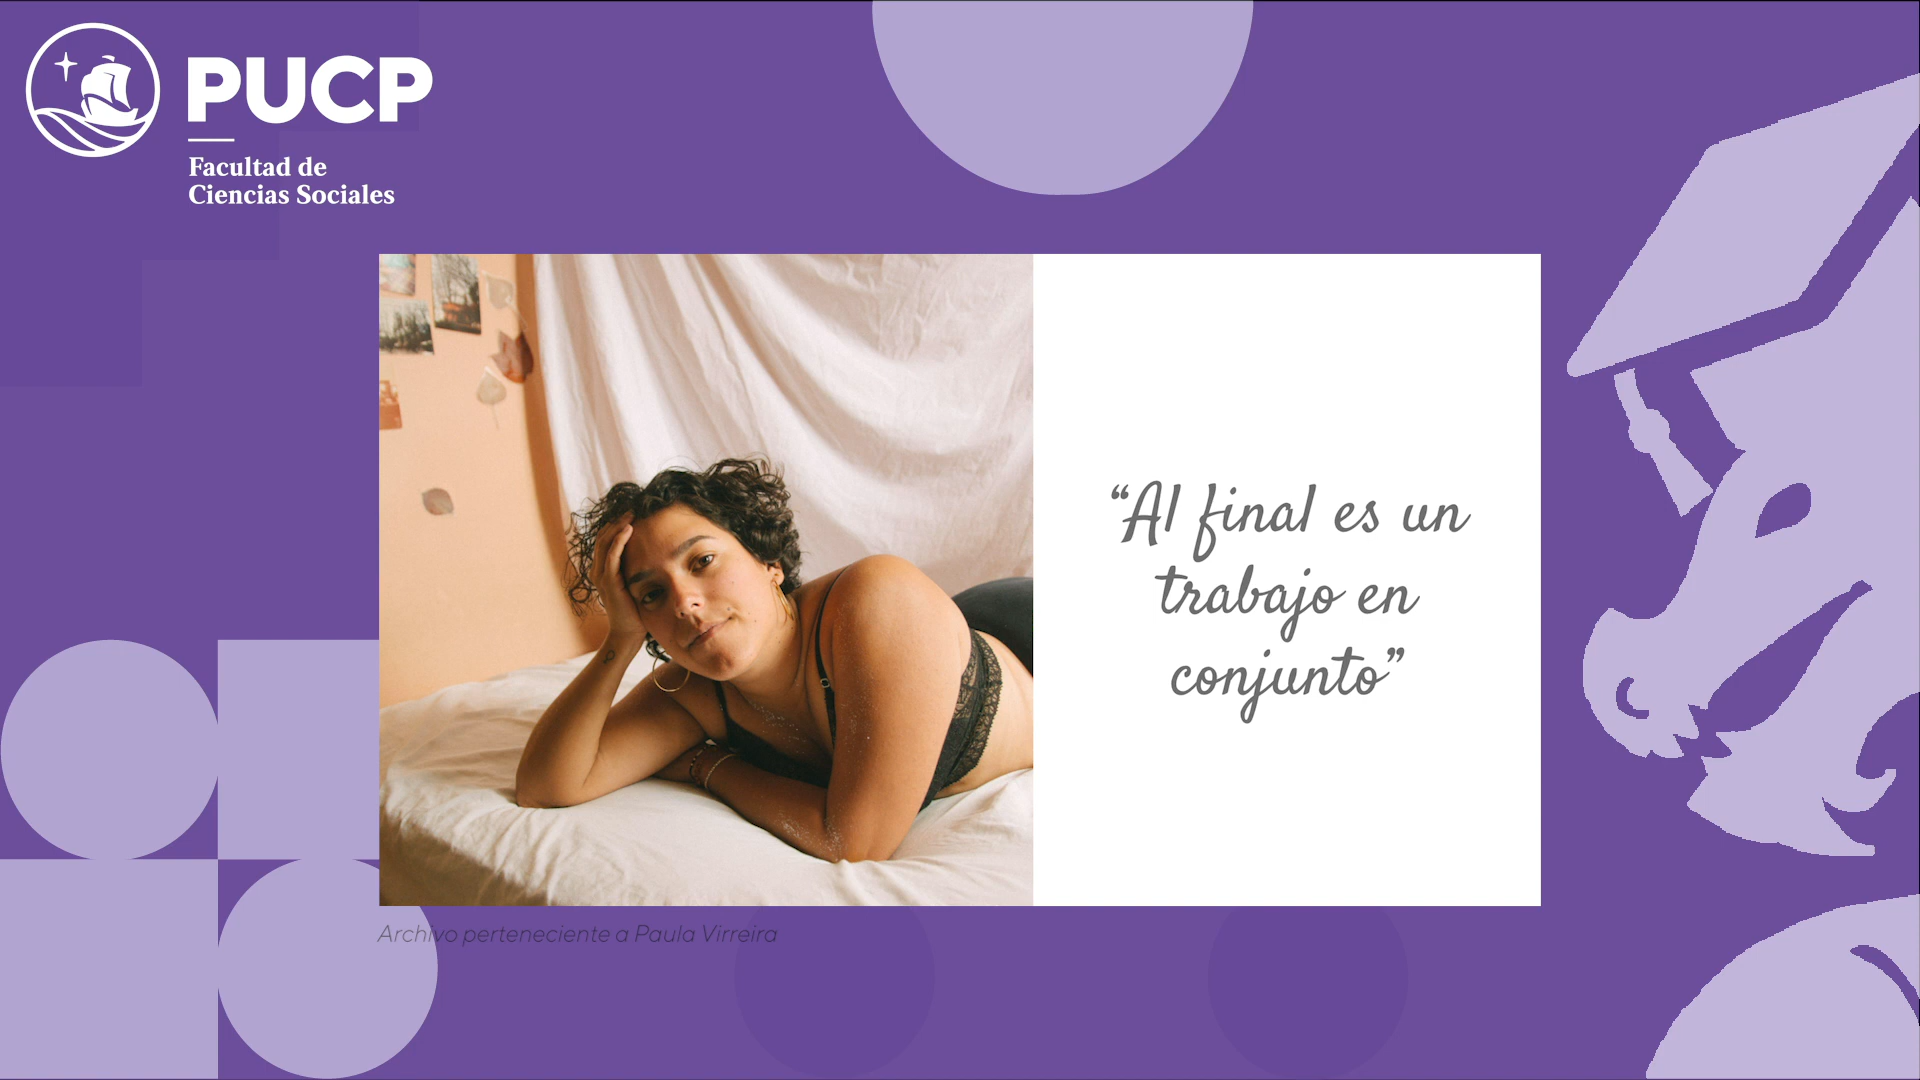 PUCP
Facultad de
Ciencias Sociales
“Al final es un
trabajo en
conjunto”
Archivo perteneciente a Paula Virreira